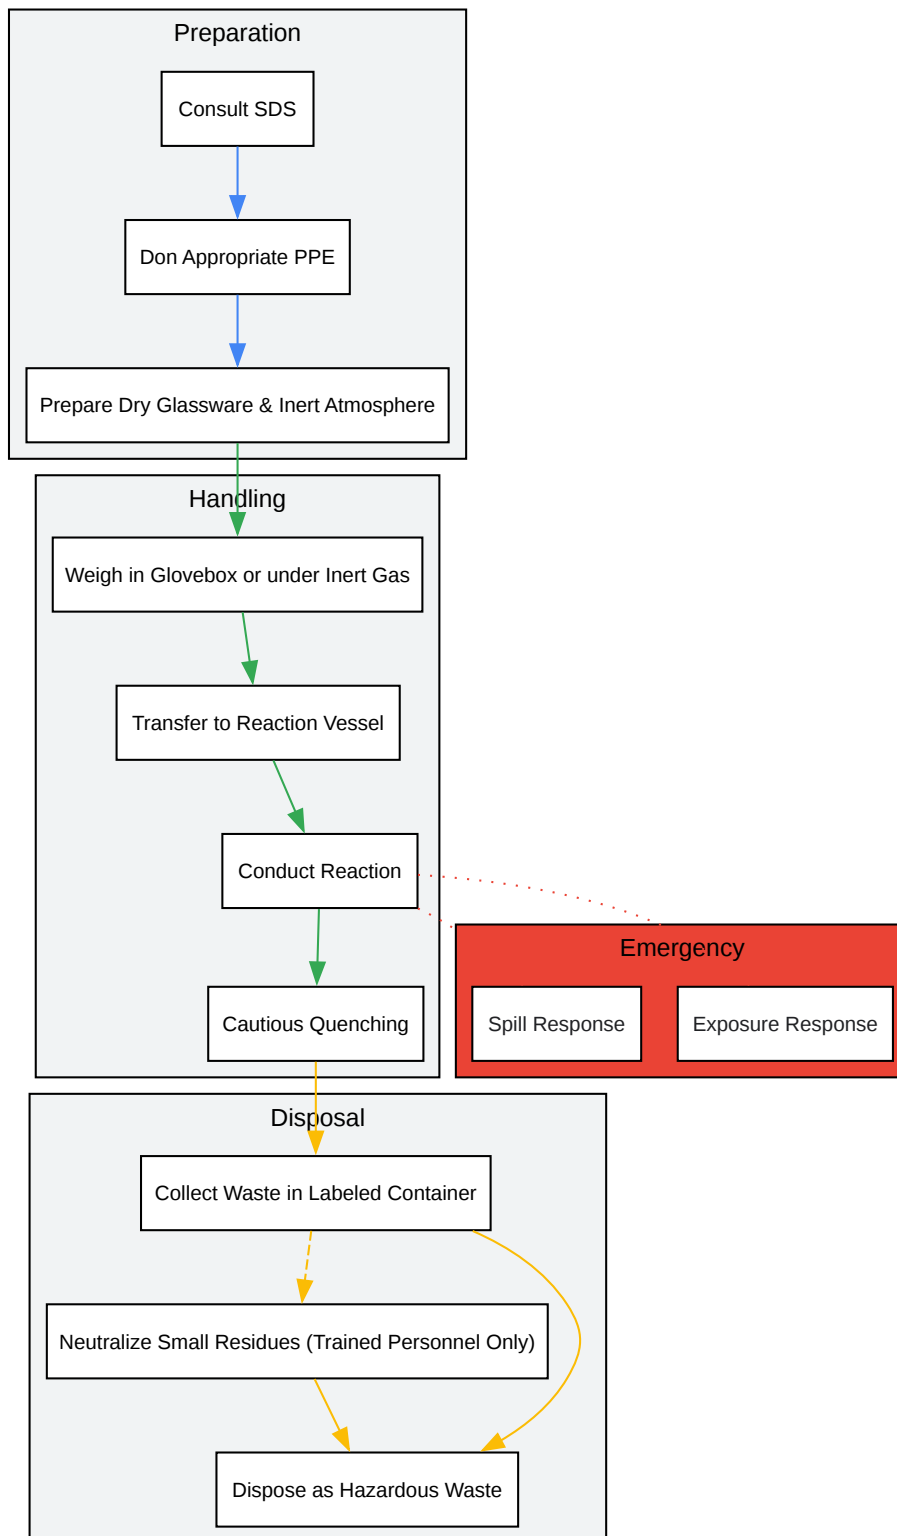 Preparation
Consult SDS
Don Appropriate PPE
Prepare Dry Glassware & Inert Atmosphere
Handling
Weigh in Glovebox or under Inert Gas
Transfer to Reaction Vessel
Conduct Reaction
Cautious Quenching
Emergency
Spill Response
Exposure Response
Disposal
Collect Waste in Labeled Container
Neutralize Small Residues (Trained Personnel Only)
Dispose as Hazardous Waste